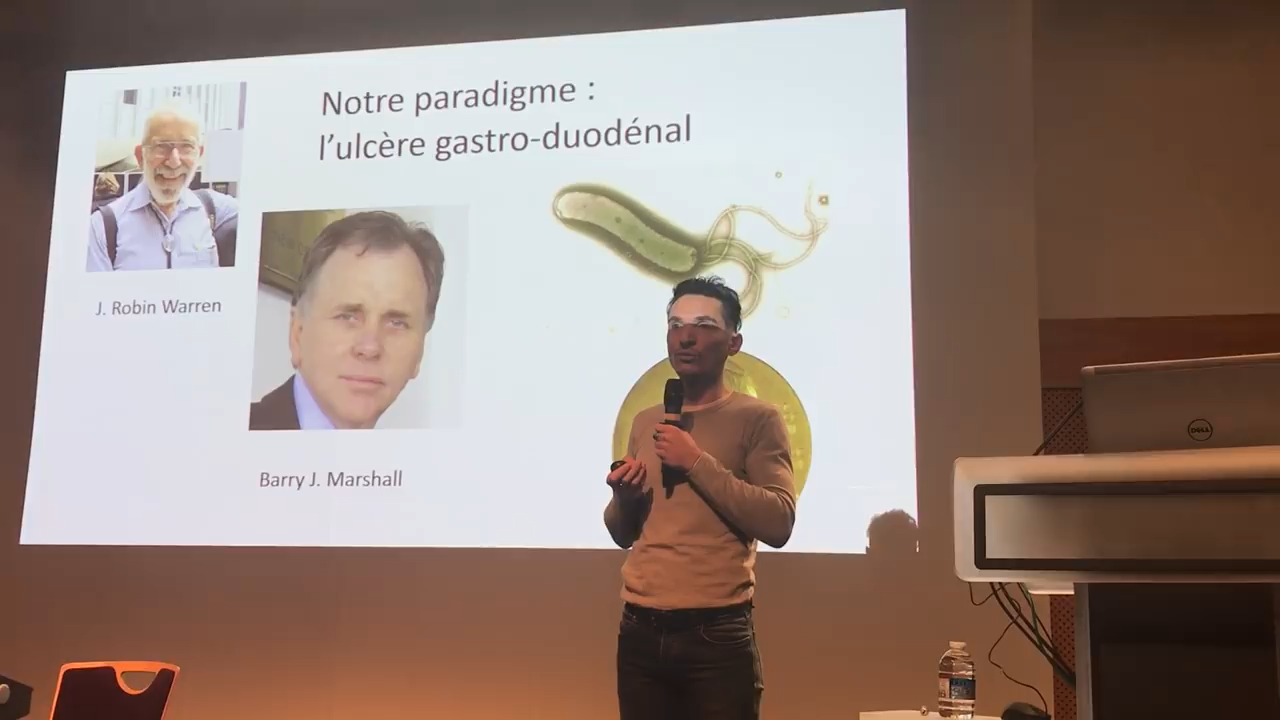 Notre paradigme :
l'ulcère gastro-duodénal
J. Robin Warren
Barry J. Marshall
DELL